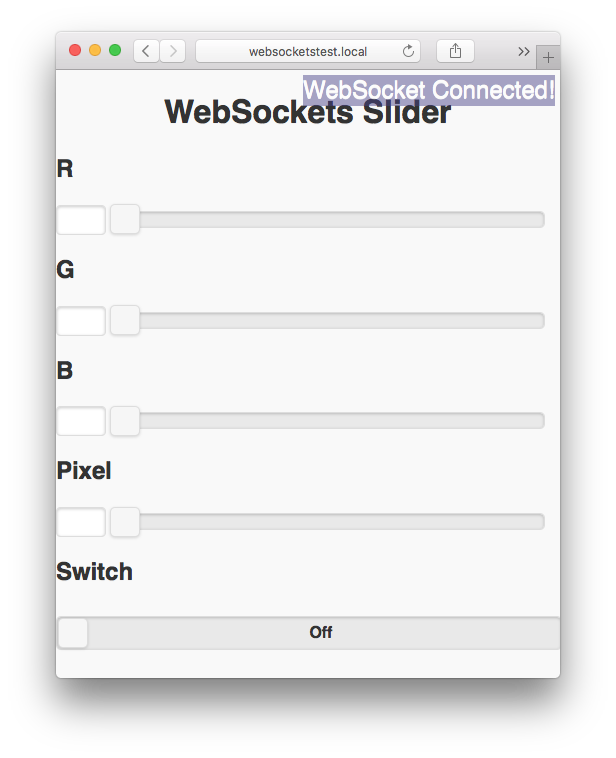 websocketstest.local
WebSocket Connected!
WebSockets Slider
R
G
B
Pixel
Switch
Off